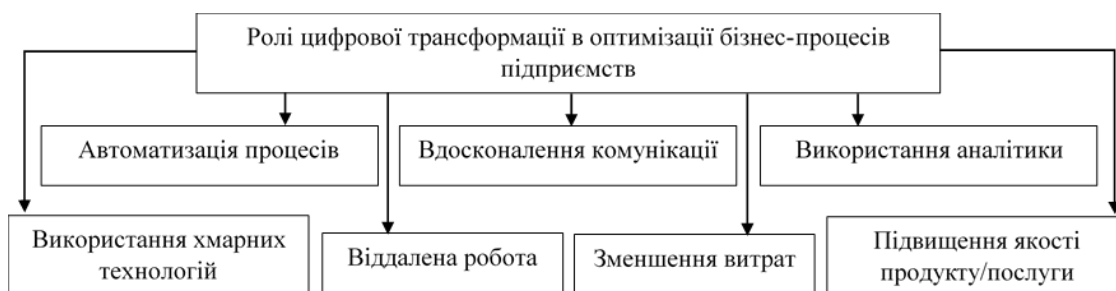 Ролі цифрової трансформації в оптимізації бізнес-процесів
підприємств
Автоматизація процесів
Вдосконалення комунікації
Використання аналітики
Використання хмарних
технологій
Віддалена робота
Зменшення витрат
Підвищення якості
продукту/послуги